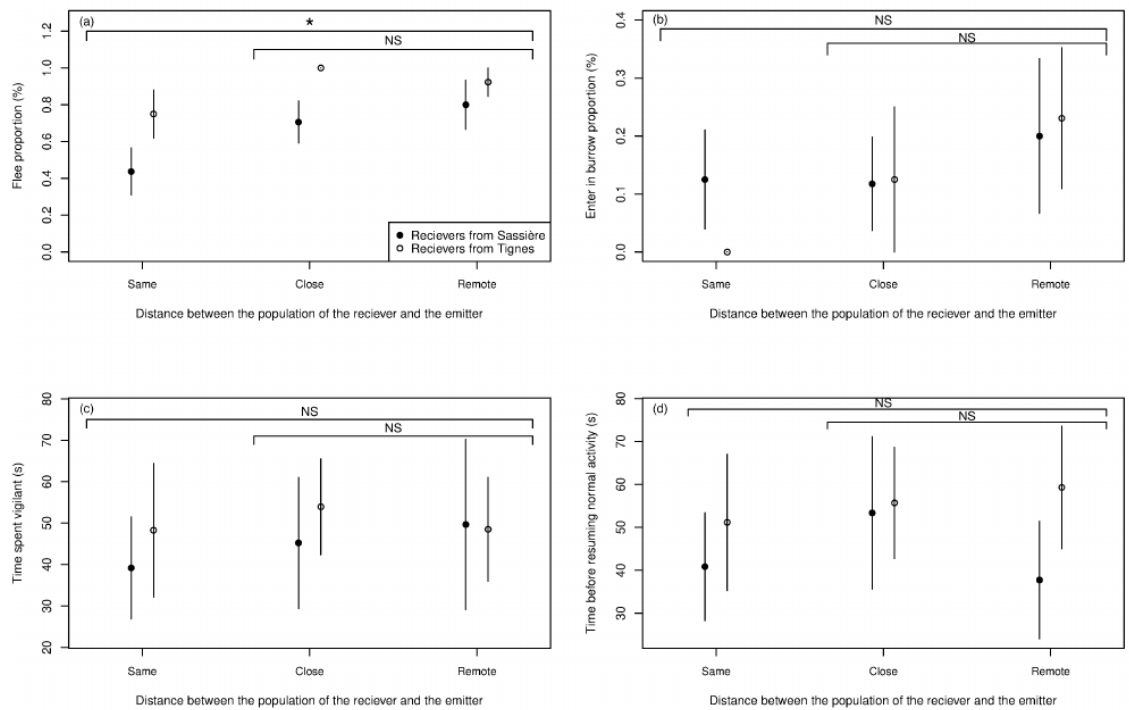 (a)
*
NS
1.2
1.0
0.8
0.6
0.4
0.2
0.0
Flee proportion (%)
Recievers from Sassière
Recievers from Tignes
Same Close Remote
Distance between the population of the reciever and the emitter
(b)
NS
NS
0.4
0.3
0.2
0.1
0.0
Enter in burrow proportion (%)
Same Close Remote
Distance between the population of the reciever and the emitter
(c)
NS
NS
80
70
60
50
40
30
20
Time spent vigilant (s)
Same Close Remote
Distance between the population of the reciever and the emitter
(d)
NS
NS
80
70
60
50
40
30
Time before resuming normal activity (s)
Same Close Remote
Distance between the population of the reciever and the emitter